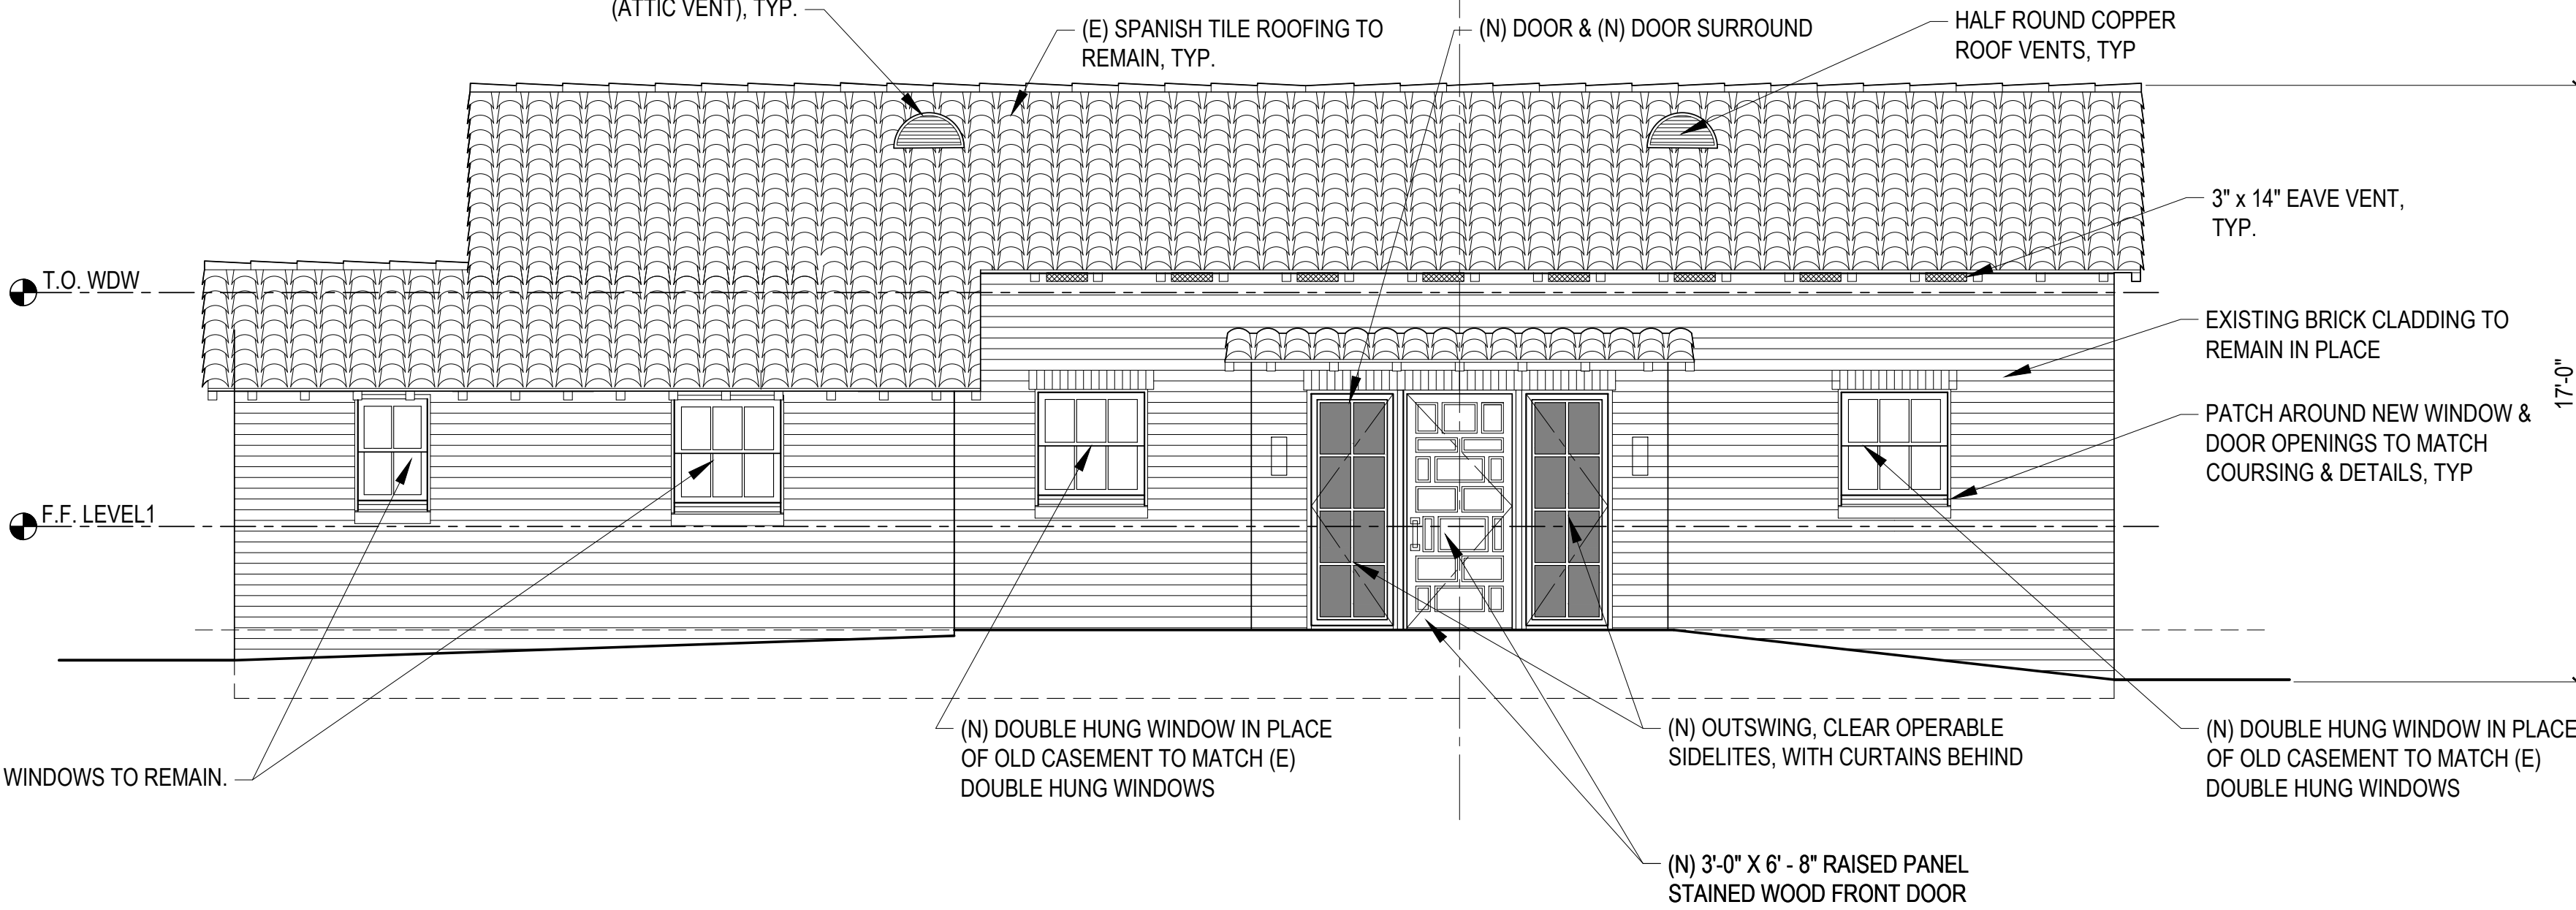 (ATTIC VENT), TYP.
(E) SPANISH TILE ROOFING TO
REMAIN, TYP.
(N) DOOR & (N) DOOR SURROUND
HALF ROUND COPPER
ROOF VENTS, TYP
3" x 14" EAVE VENT,
TYP.
T.O. WDW
EXISTING BRICK CLADDING TO
REMAIN IN PLACE
17'-0"
PATCH AROUND NEW WINDOW &
DOOR OPENINGS TO MATCH
COURSING & DETAILS, TYP
F.F. LEVEL1
WINDOWS TO REMAIN.
(N) DOUBLE HUNG WINDOW IN PLACE
OF OLD CASEMENT TO MATCH (E)
DOUBLE HUNG WINDOWS
(N) OUTSWING, CLEAR OPERABLE
SIDELITES, WITH CURTAINS BEHIND
(N) DOUBLE HUNG WINDOW IN PLACE
OF OLD CASEMENT TO MATCH (E)
DOUBLE HUNG WINDOWS
(N) 3'-0" X 6' - 8" RAISED PANEL
STAINED WOOD FRONT DOOR